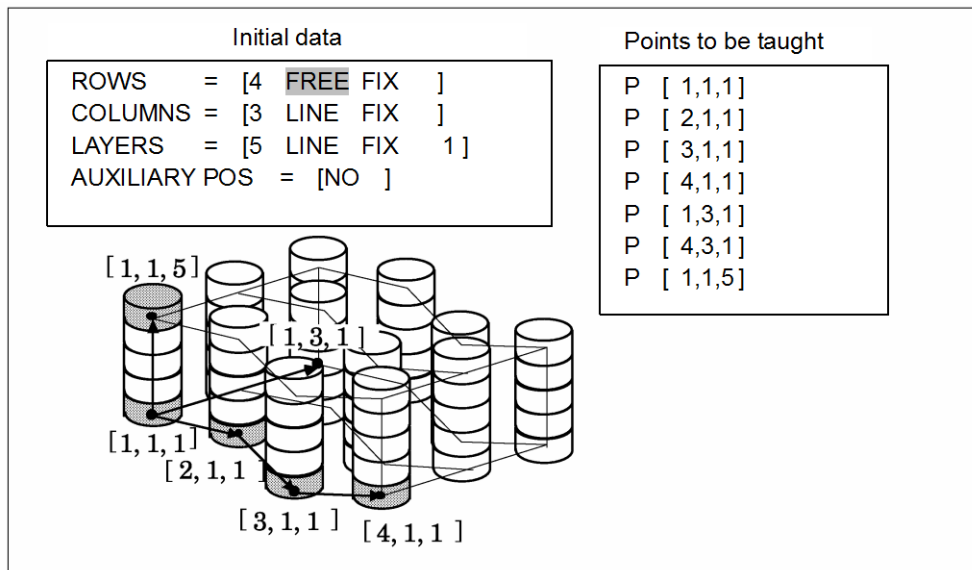 Initial data
ROWS = [4 FREE FIX ]
COLUMNS = [3 LINE FIX ]
LAYERS = [5 LINE FIX 1 ]
AUXILIARY POS = [NO ]
Points to be taught
P [ 1,1,1 ]
P [ 2,1,1 ]
P [ 3,1,1 ]
P [ 4,1,1 ]
P [ 1,3,1 ]
P [ 4,3,1 ]
P [ 1,1,5 ]
[ 1, 1, 5 ]
[ 1, 3, 1 ]
[ 1, 1, 1 ]
[ 2, 1, 1 ]
[ 3, 1, 1 ]
[ 4, 1, 1 ]